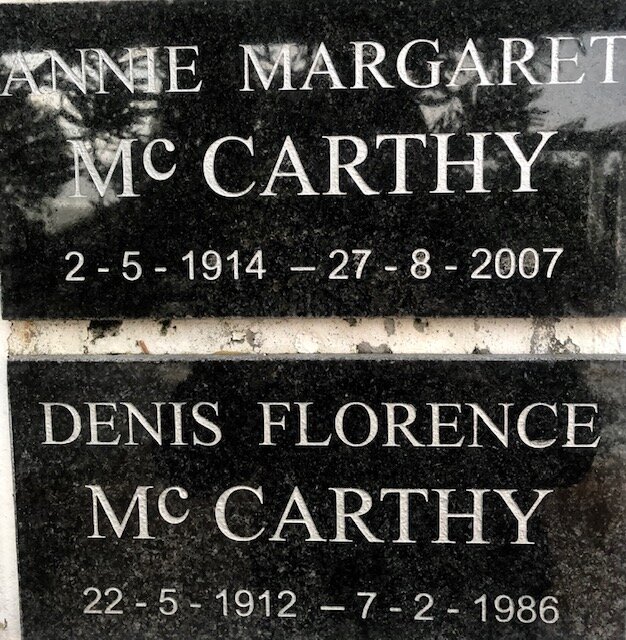 ANNIE MARGARET
Mc CARTHY
2 - 5 - 1914 – 27 - 8 - 2007
DENIS FLORENCE
Mc CARTHY
22 - 5 - 1912 – 7 - 2 - 1986